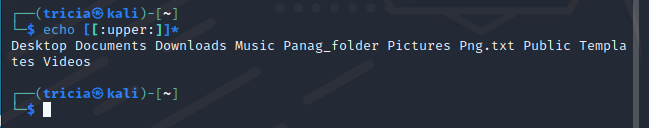 ┌──(tricia㉿kali)-[~]
└─$ echo [[:upper:]]*
Desktop Documents Downloads Music Panag_folder Pictures Png.txt Public Templa
tes Videos
┌──(tricia㉿kali)-[~]
└─$